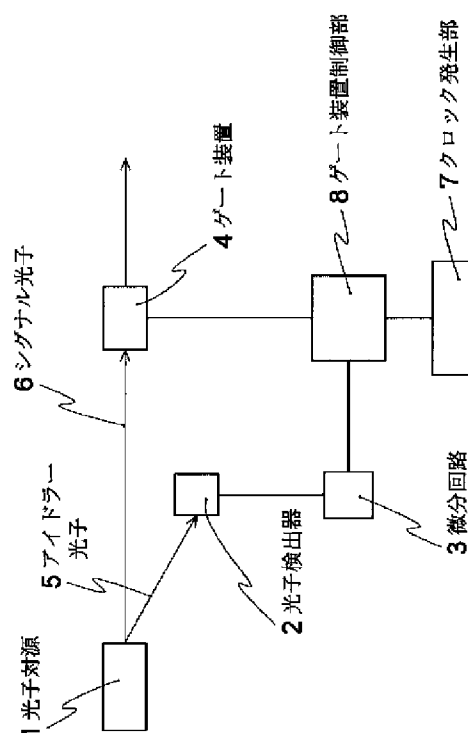 1 光子対源
5 アイドラー
光子
6 シグナル光子
2 光子検出器
4 ゲート装置
3 微分回路
8 ゲート装置制御部
7 クロック発生部